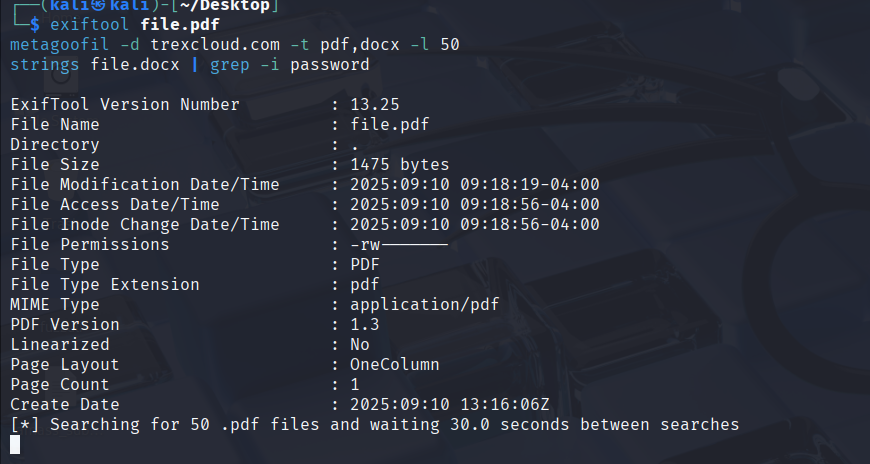 ┌──(kali㉿kali)-[~/Desktop]
└─$ exiftool file.pdf
metagoofil -d trexcloud.com -t pdf,docx -l 50
strings file.docx | grep -i password
ExifTool Version Number         : 13.25
File Name                       : file.pdf
Directory                       : .
File Size                       : 1475 bytes
File Modification Date/Time     : 2025:09:10 09:18:19-04:00
File Access Date/Time           : 2025:09:10 09:18:56-04:00
File Inode Change Date/Time     : 2025:09:10 09:18:56-04:00
File Permissions                : -rw-------
File Type                       : PDF
File Type Extension             : pdf
MIME Type                       : application/pdf
PDF Version                     : 1.3
Linearized                      : No
Page Layout                     : OneColumn
Page Count                      : 1
Create Date                     : 2025:09:10 13:16:06Z
[*] Searching for 50 .pdf files and waiting 30.0 seconds between searches